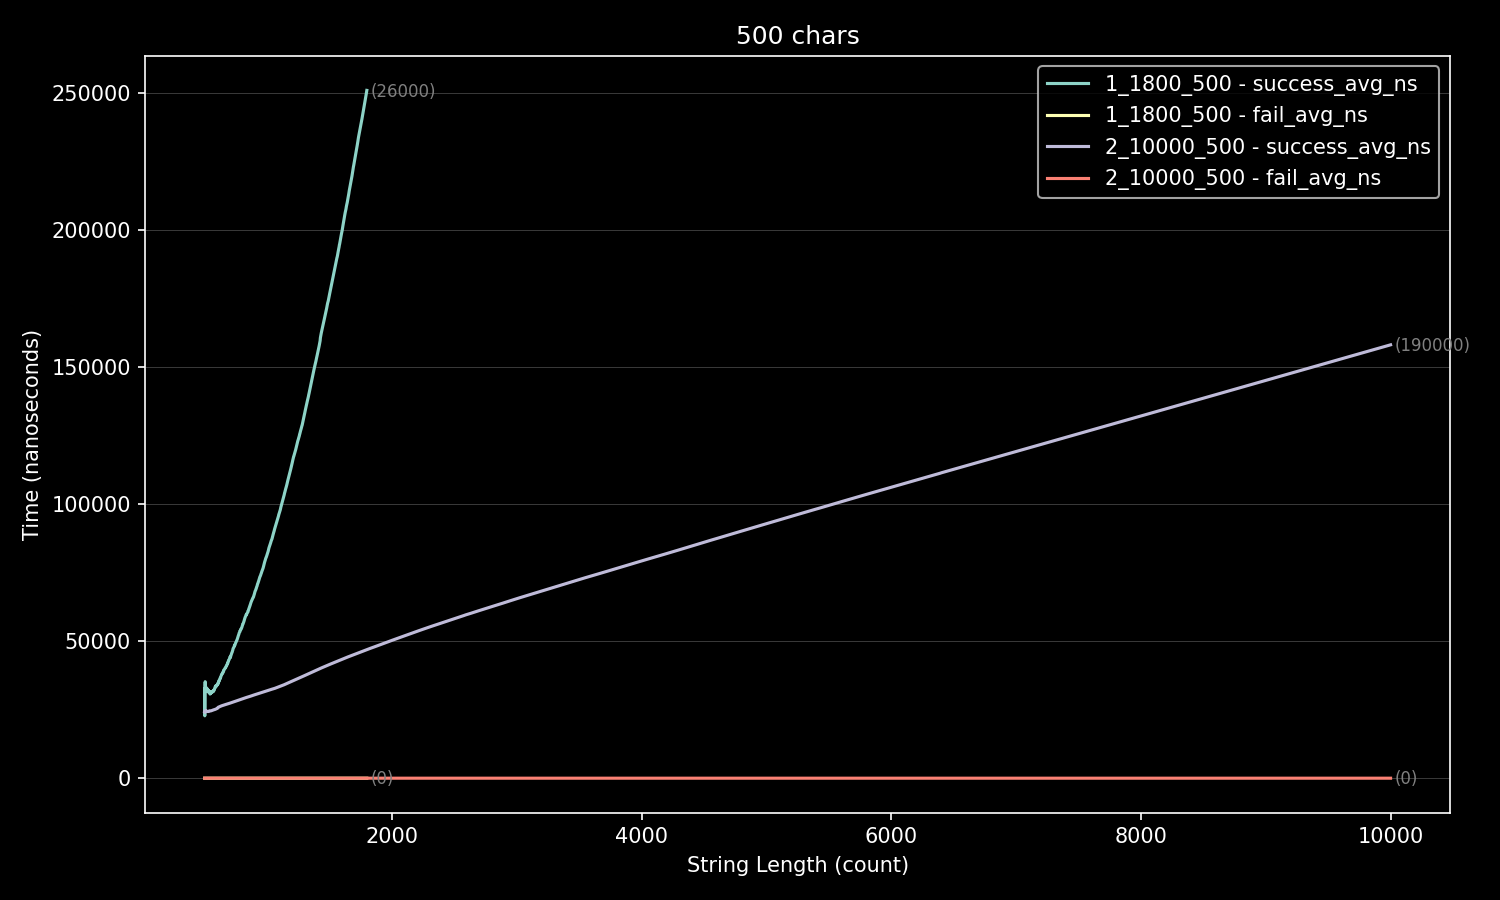 500 chars
1_1800_500 - success_avg_ns
1_1800_500 - fail_avg_ns
2_10000_500 - success_avg_ns
2_10000_500 - fail_avg_ns
(26000)
(190000)
(0)
(0)
250000
200000
150000
100000
50000
0
Time (nanoseconds)
2000 4000 6000 8000 10000
String Length (count)